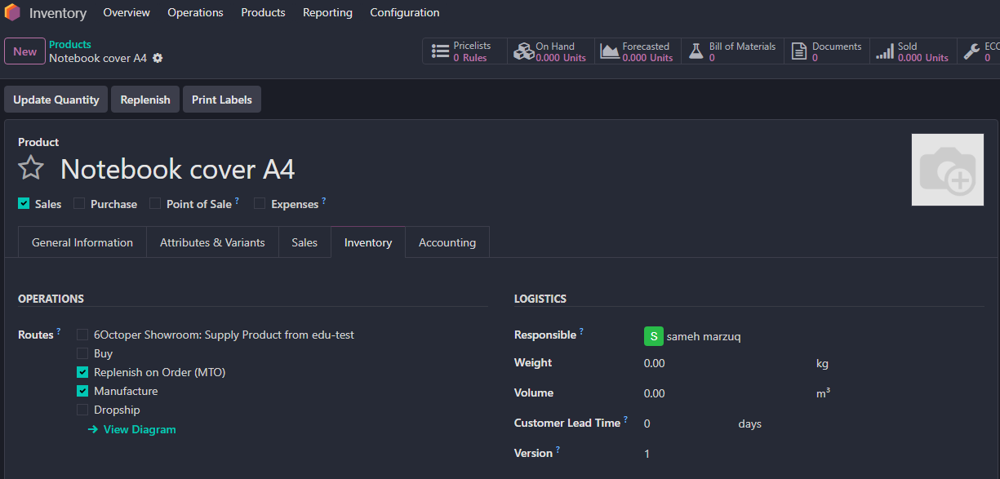 Inventory Overview Operations Products Reporting Configuration
New
Products
Notebook cover A4
Pricelists
0 Rules
On Hand
0.000 Units
Forecasted
0.000 Units
Bill of Materials
0
Documents
0
Sold
0.000 Units
ECO
0
Update Quantity Replenish Print Labels
Product
Notebook cover A4
Sales Purchase Point of Sale ? Expenses ?
General Information Attributes & Variants Sales Inventory Accounting
OPERATIONS
Routes ?
6Octoper Showroom: Supply Product from edu-test
Buy
Replenish on Order (MTO)
Manufacture
Dropship
View Diagram
LOGISTICS
Responsible ? S sameh marzuq
Weight 0.00 kg
Volume 0.00 m³
Customer Lead Time ? 0 days
Version ? 1